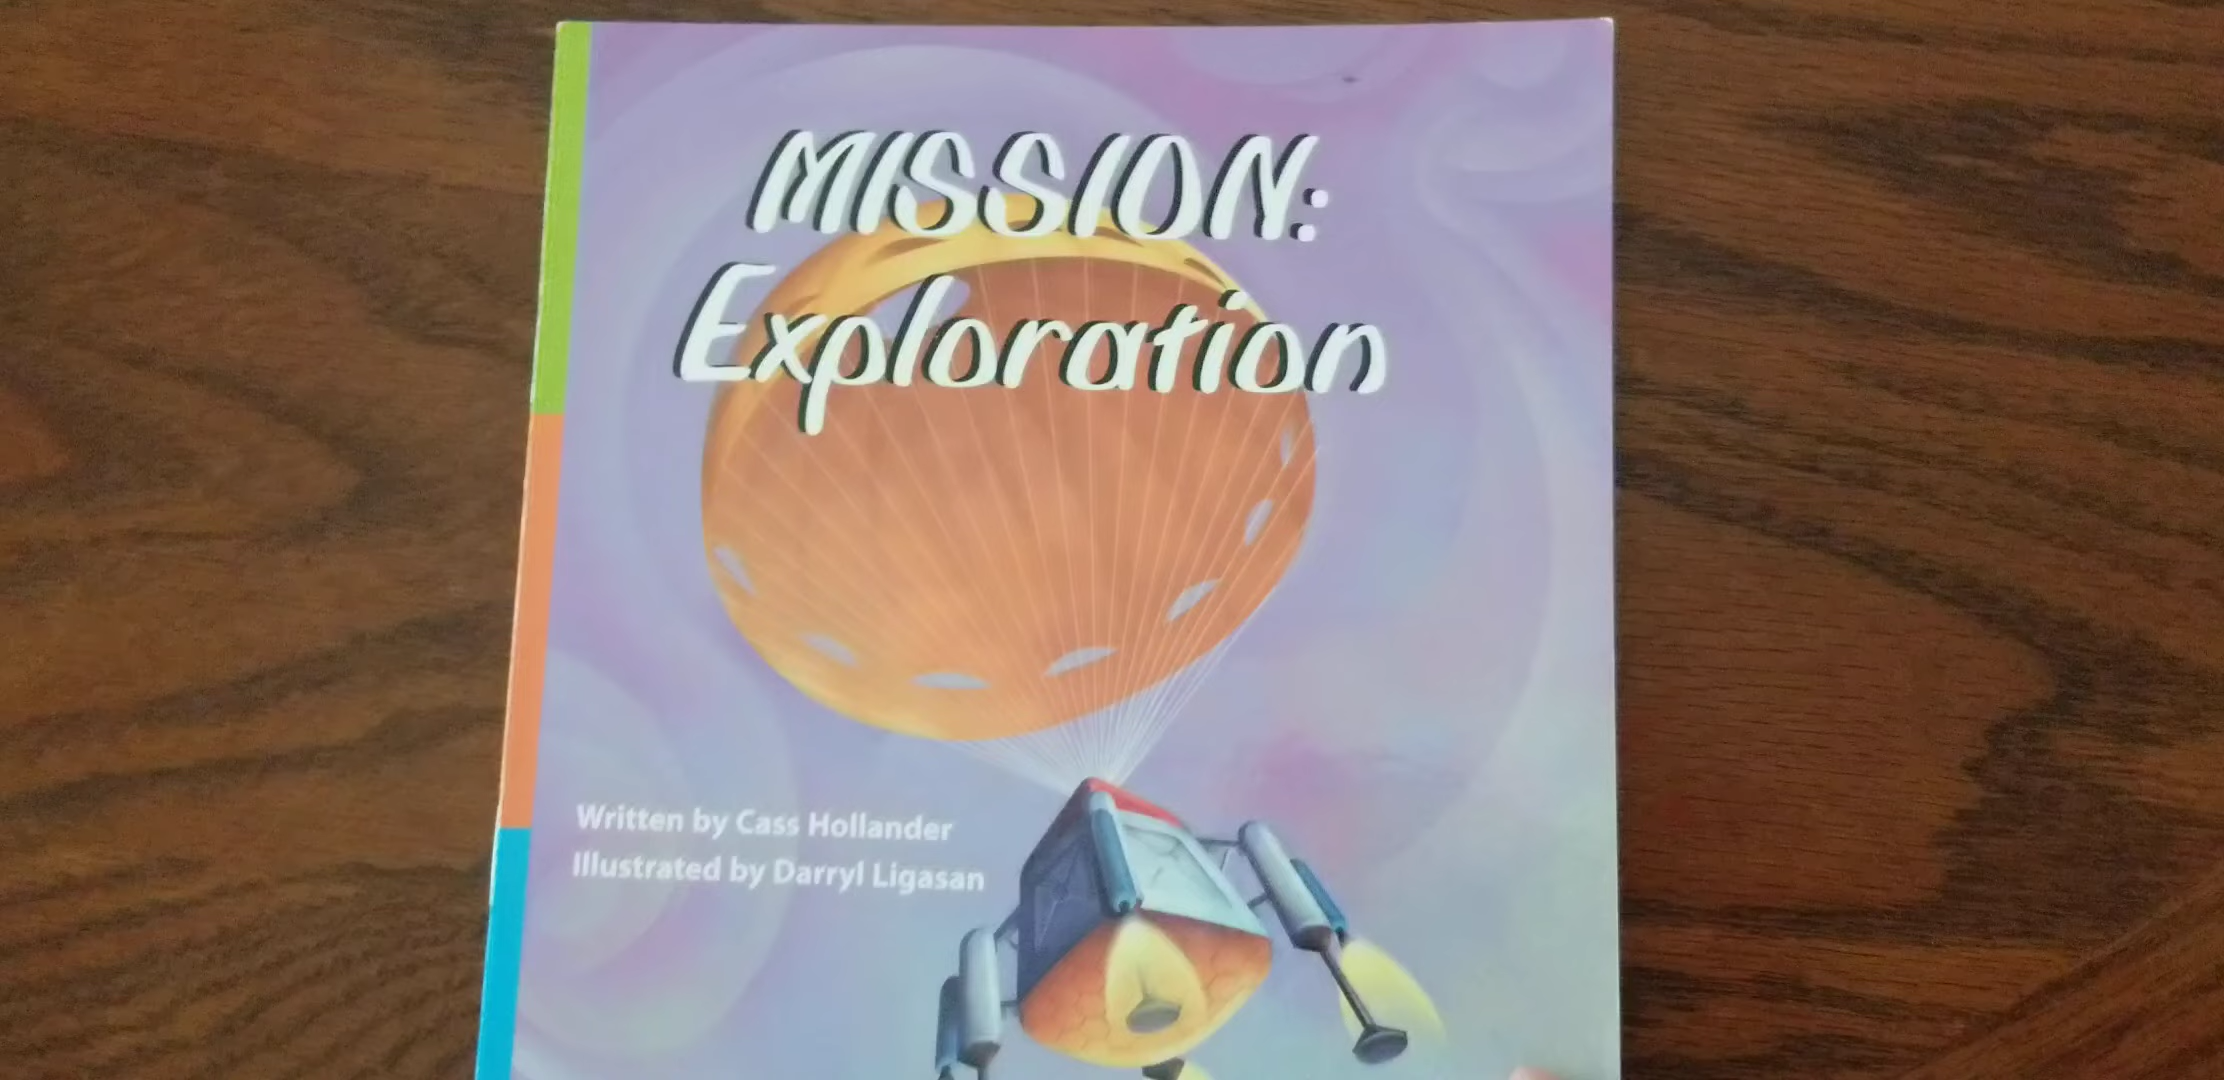 MISSION:
Exploration
Written by Cass Hollander
Illustrated by Darryl Ligasan